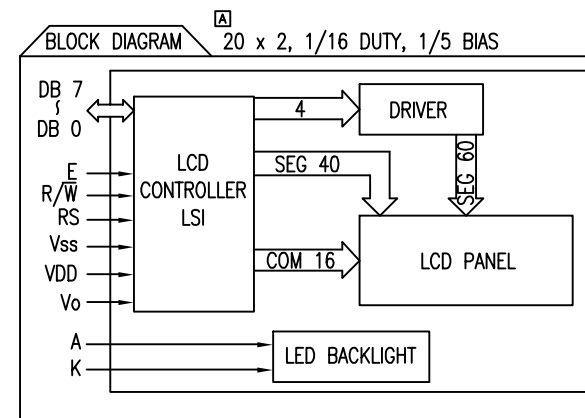 A
BLOCK DIAGRAM 20 x 2, 1/16 DUTY, 1/5 BIAS
DB 7
~
DB 0
4
DRIVER
SEG 40
SEG 60
LCD
CONTROLLER
LSI
E
R/W̅
RS
Vss
VDD
Vo
COM 16
LCD PANEL
A
K
LED BACKLIGHT